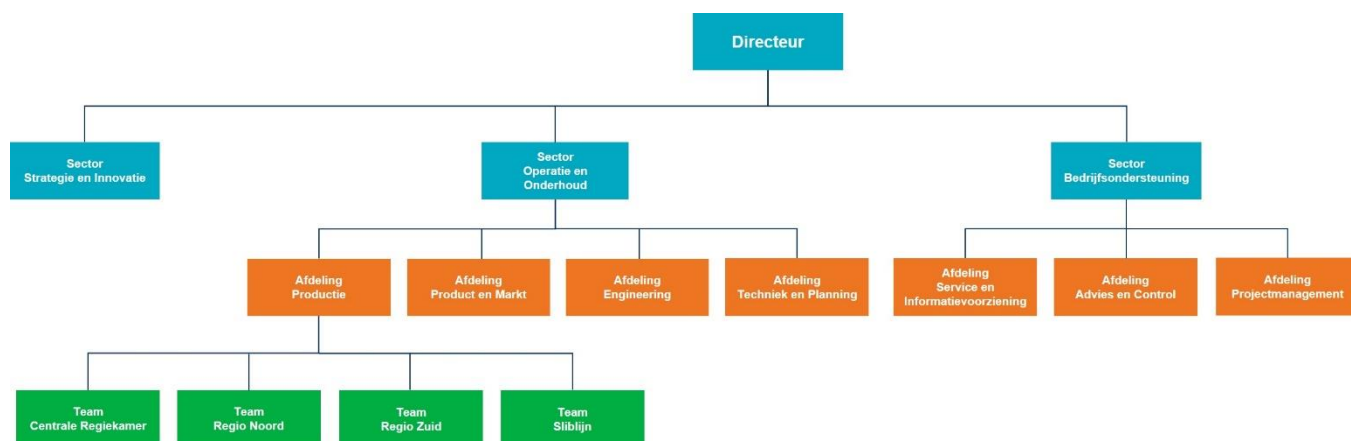 Directeur
Sector
Strategie en Innovatie
Sector
Operatie en
Onderhoud
Sector
Bedrijfsondersteuning
Afdeling
Productie
Afdeling
Product en Markt
Afdeling
Engineering
Afdeling
Techniek en Planning
Afdeling
Service en
Informatievoorziening
Afdeling
Advies en Control
Afdeling
Projectmanagement
Team
Centrale Regiekamer
Team
Regio Noord
Team
Regio Zuid
Team
Sliblijn